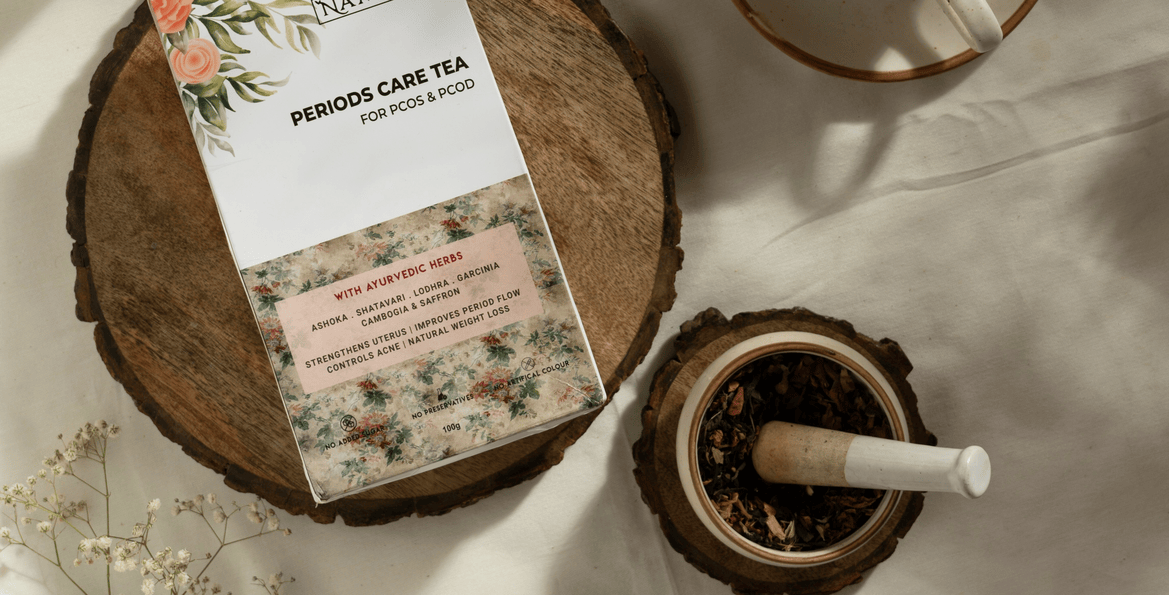 PERIODS CARE TEA
FOR PCOS & PCOD
WITH AYURVEDIC HERBS
ASHOKA . SHATAVARI . LODHRA . GARCINIA
CAMBOGIA & SAFFRON
STRENGTHENS UTERUS | IMPROVES PERIOD FLOW
CONTROLS ACNE | NATURAL WEIGHT LOSS
NO ADDED SUGAR
NO PRESERVATIVES
NO ARTIFICAL COLOUR
100g